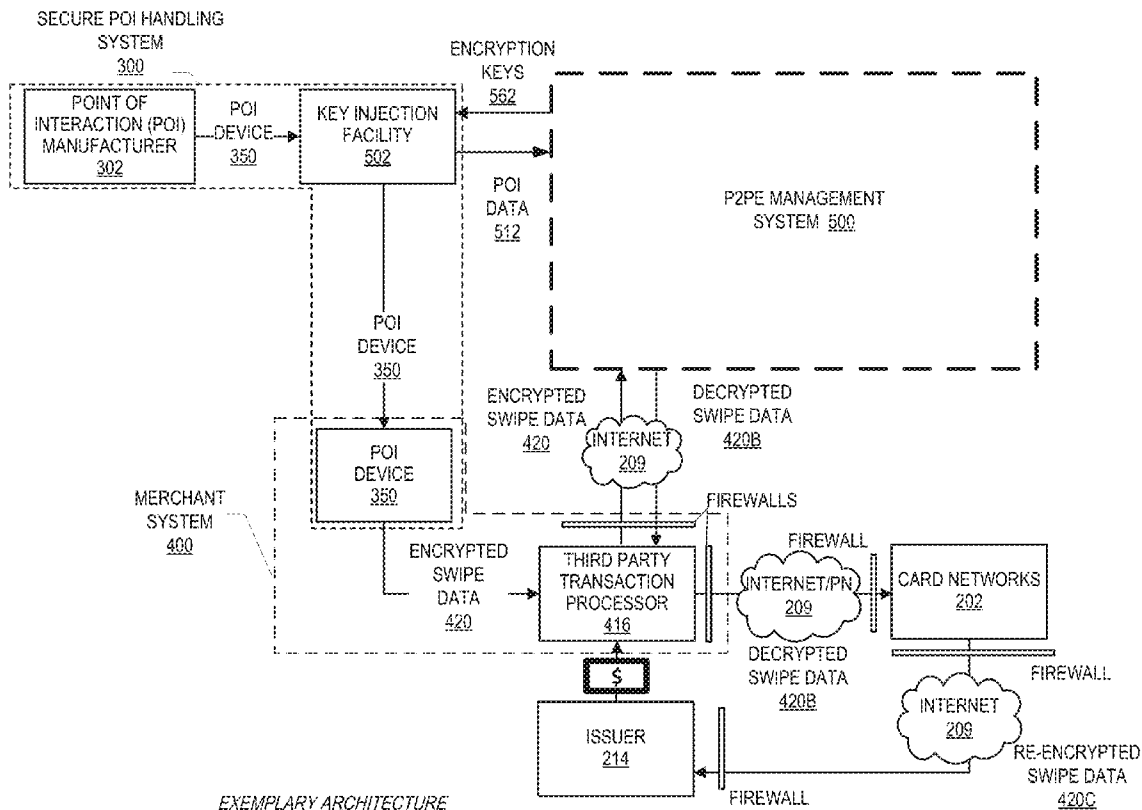 SECURE POI HANDLING
SYSTEM
300
POINT OF
INTERACTION (POI)
MANUFACTURER
302
POI
DEVICE
350
KEY INJECTION
FACILITY
502
ENCRYPTION
KEYS
562
POI
DATA
512
P2PE MANAGEMENT
SYSTEM 500
POI
DEVICE
350
ENCRYPTED
SWIPE DATA
420
DECRYPTED
SWIPE DATA
420B
INTERNET
209
MERCHANT
SYSTEM
400
POI
DEVICE
350
FIREWALLS
ENCRYPTED
SWIPE
DATA
420
THIRD PARTY
TRANSACTION
PROCESSOR
416
FIREWALL
INTERNET/PN
209
CARD NETWORKS
202
DECRYPTED
SWIPE DATA
420B
FIREWALL
$
ISSUER
214
INTERNET
209
FIREWALL
RE-ENCRYPTED
SWIPE DATA
420C
EXEMPLARY ARCHITECTURE